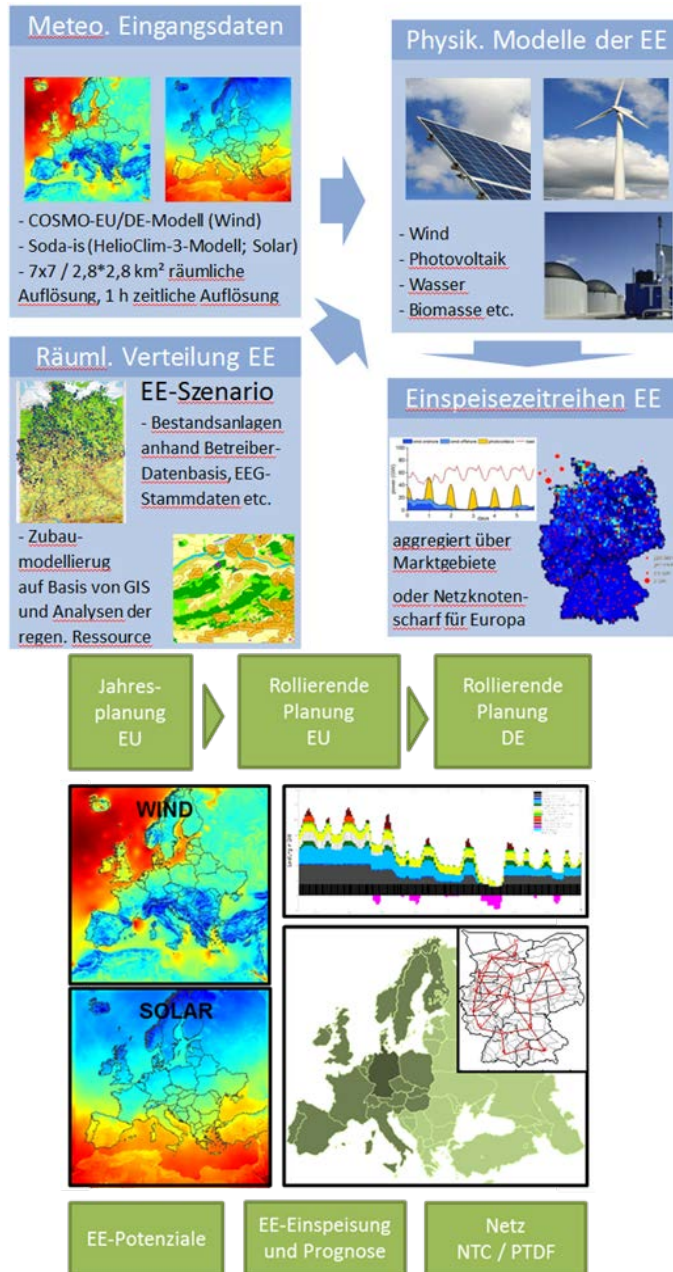 Meteo. Eingangsdaten
- COSMO-EU/DE-Modell (Wind)
- Soda-is (HelioClim-3-Modell; Solar)
- 7x7 / 2,8*2,8 km² räumliche
Auflösung, 1 h zeitliche Auflösung
Physik. Modelle der EE
- Wind
- Photovoltaik
- Wasser
- Biomasse etc.
Räuml. Verteilung EE
EE-Szenario
- Bestandsanlagen
anhand Betreiber-
Datenbasis, EEG-
Stammdaten etc.
- Zubau-
modellierug
auf Basis von GIS
und Analysen der
regen. Ressource
Einspeisezeitreihen EE
aggregiert über
Marktgebiete
oder Netzknoten-
scharf für Europa
Jahres-
planung
EU
Rollierende
Planung
EU
Rollierende
Planung
DE
WIND
SOLAR
EE-Potenziale
EE-Einspeisung
und Prognose
Netz
NTC / PTDF